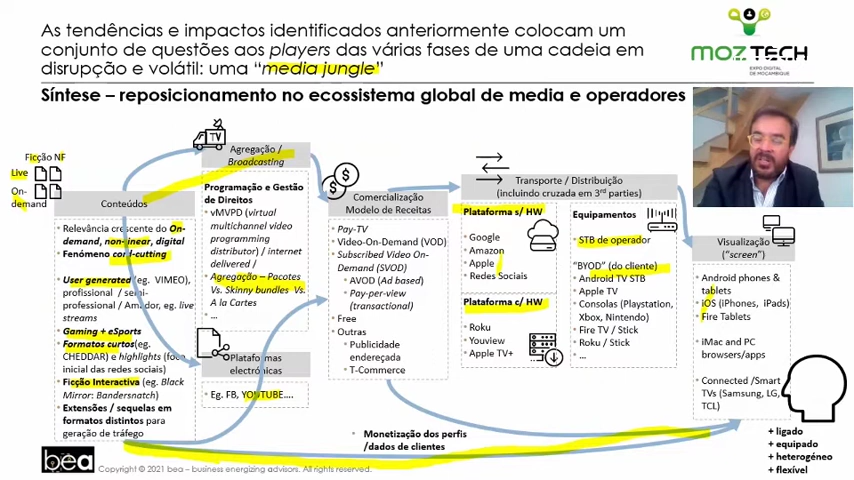 As tendências e impactos identificados anteriormente colocam um
conjunto de questões aos players das várias fases de uma cadeia em
disrupção e volátil: uma “media jungle”
MOZTECH
EXPO DIGITAL
DE MOÇAMBIQUE
Síntese – reposicionamento no ecossistema global de media e operadores
Ficção NF
Live
On-
demand
Conteúdos
Relevância crescente do On-
demand, non-linear, digital
Fenómeno cord-cutting
User generated (eg. VIMEO),
profissional / semi-
profissional / Amador, eg. live
streams
Gaming + eSports
Formatos curtos(eg.
CHEDDAR) e highlights (foco
inicial das redes sociais)
Ficção Interactiva (eg. Black
Mirror: Bandersnatch)
Extensões / sequelas em
formatos distintos para
geração de tráfego
TV
Agregação /
Broadcasting
Programação e Gestão
de Direitos
vMVPD (virtual
multichannel video
programming
distributor) / internet
delivered /
Agregação – Pacotes
Vs. Skinny bundles Vs.
A la Cartes
...
Plataformas
electrónicas
Eg. FB, YOUTUBE....
Comercialização
Modelo de Receitas
Pay-TV
Video-On-Demand (VOD)
Subscribed Video On-
Demand (SVOD)
AVOD (Ad based)
Pay-per-view
(transactional)
Free
Outras
Publicidade
endereçada
T-Commerce
Transporte / Distribuição
(incluindo cruzada em 3rd parties)
Plataforma s/ HW
Google
Amazon
Apple
Redes Sociais
Plataforma c/ HW
Roku
Youview
Apple TV+
Equipamentos
STB de operador
“BYOD” (do cliente)
Android TV STB
Apple TV
Consolas (Playstation,
Xbox, Nintendo)
Fire TV / Stick
Roku / Stick
...
Visualização
(“screen”)
Android phones &
tablets
iOS (iPhones, iPads)
Fire Tablets
iMac and PC
browsers/apps
Connected /Smart
TVs (Samsung, LG,
TCL)
Monetização dos perfis
/dados de clientes
+ ligado
+ equipado
+ heterogéneo
+ flexível
bea
Copyright © 2021 bea – business energizing advisors. All rights reserved.